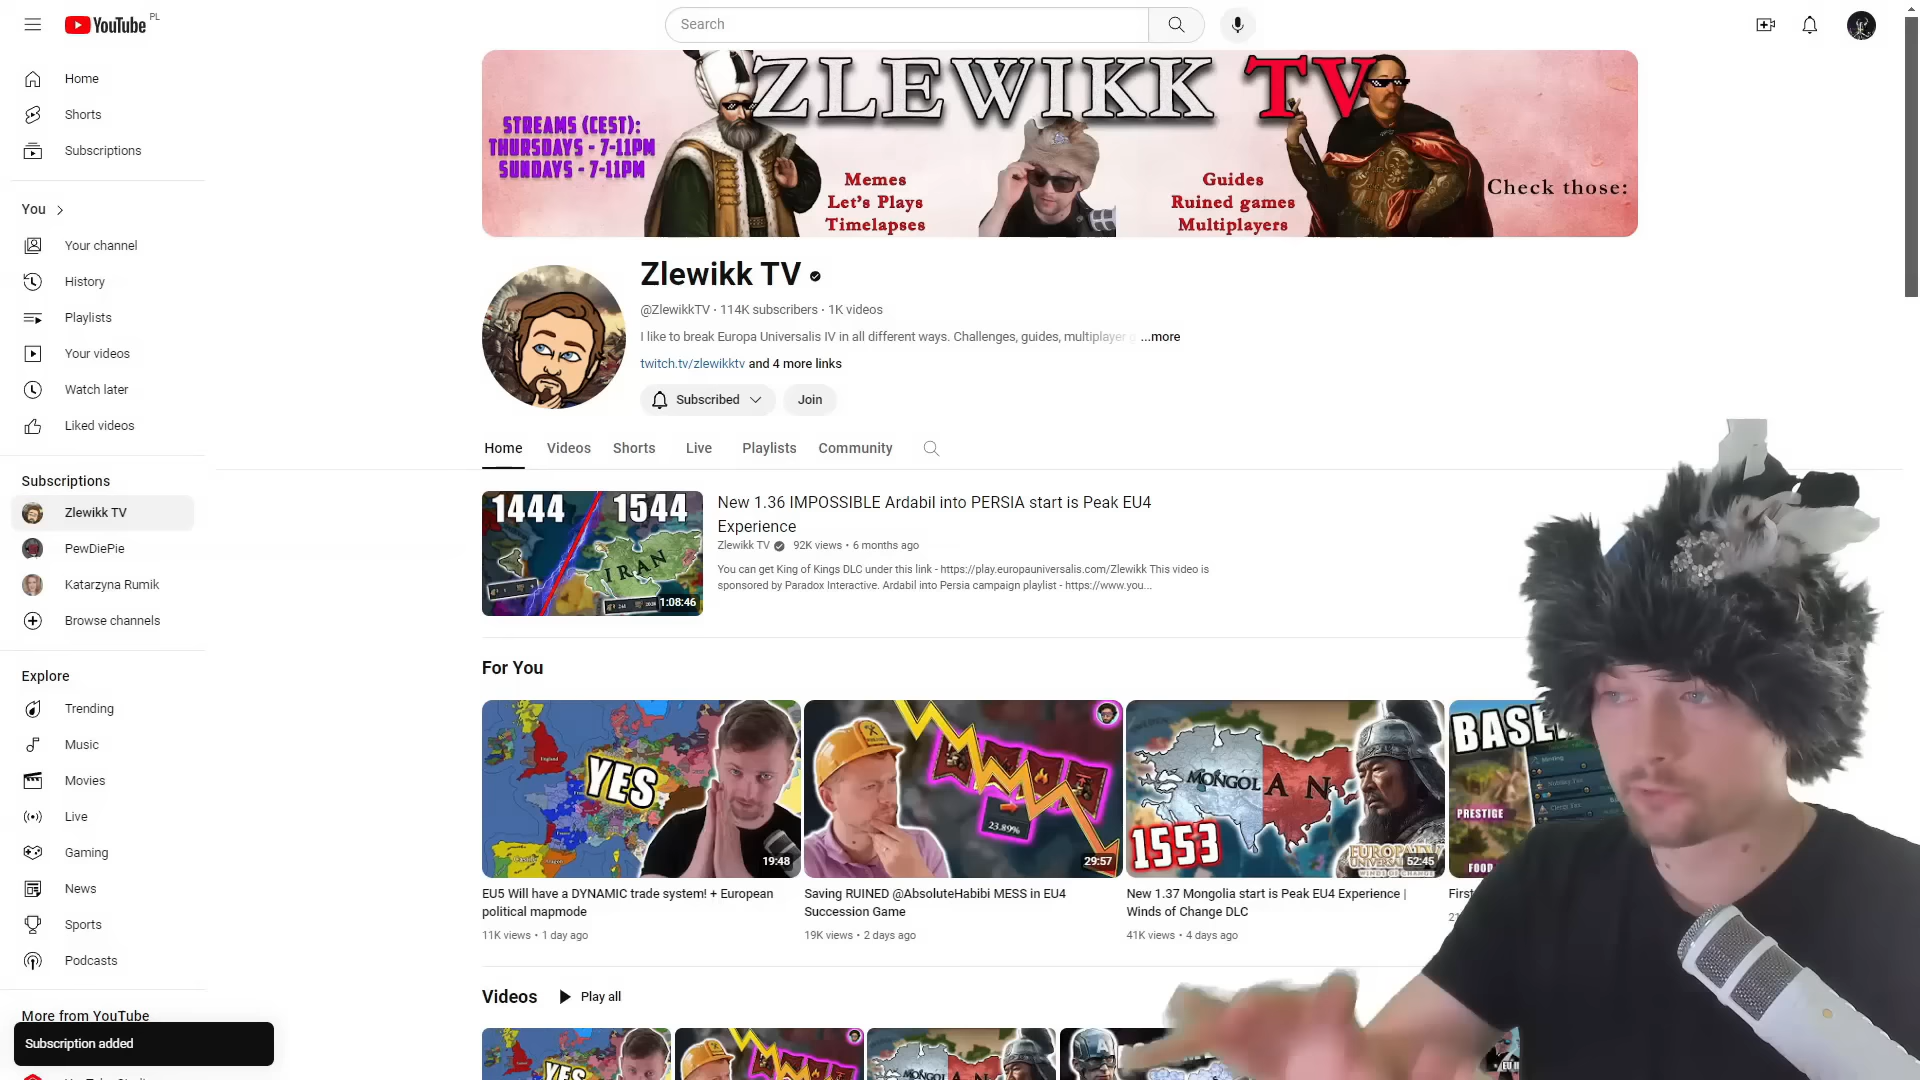 YouTube PL
Search
Home
Shorts
Subscriptions
You
Your channel
History
Playlists
Your videos
Watch later
Liked videos
Subscriptions
Zlewikk TV
PewDiePie
Katarzyna Rumik
Browse channels
Explore
Trending
Music
Movies
Live
Gaming
News
Sports
Podcasts
More from YouTube
Subscription added
ZLEWIKK TV
STREAMS (CEST):
THURSDAYS - 7-11PM
SUNDAYS - 7-11PM
Memes
Let's Plays
Timelapses
Guides
Ruined games
Multiplayers
Check those:
Zlewikk TV
@ZlewikkTV · 114K subscribers · 1K videos
I like to break Europa Universalis IV in all different ways. Challenges, guides, multiplayer ...more
twitch.tv/zlewikktv and 4 more links
Subscribed
Join
Home Videos Shorts Live Playlists Community
1444 1544
IRAN
1:08:46
New 1.36 IMPOSSIBLE Ardabil into PERSIA start is Peak EU4
Experience
Zlewikk TV 92K views • 6 months ago
You can get King of Kings DLC under this link - https://play.europauniversalis.com/Zlewikk This video is
sponsored by Paradox Interactive. Ardabil into Persia campaign playlist - https://www.you...
For You
England
YES
19:48
EU5 Will have a DYNAMIC trade system! + European
political mapmode
11K views • 1 day ago
23.89%
29:57
Saving RUINED @AbsoluteHabibi MESS in EU4
Succession Game
19K views • 2 days ago
MONGOL A N
1553
EUROPA
UNIVERSALIS
WINDS OF CHANGE
52:45
New 1.37 Mongolia start is Peak EU4 Experience |
Winds of Change DLC
41K views • 4 days ago
BASE
PRESTIGE
FOOD
First
Videos
Play all
YES
MONGOL A N